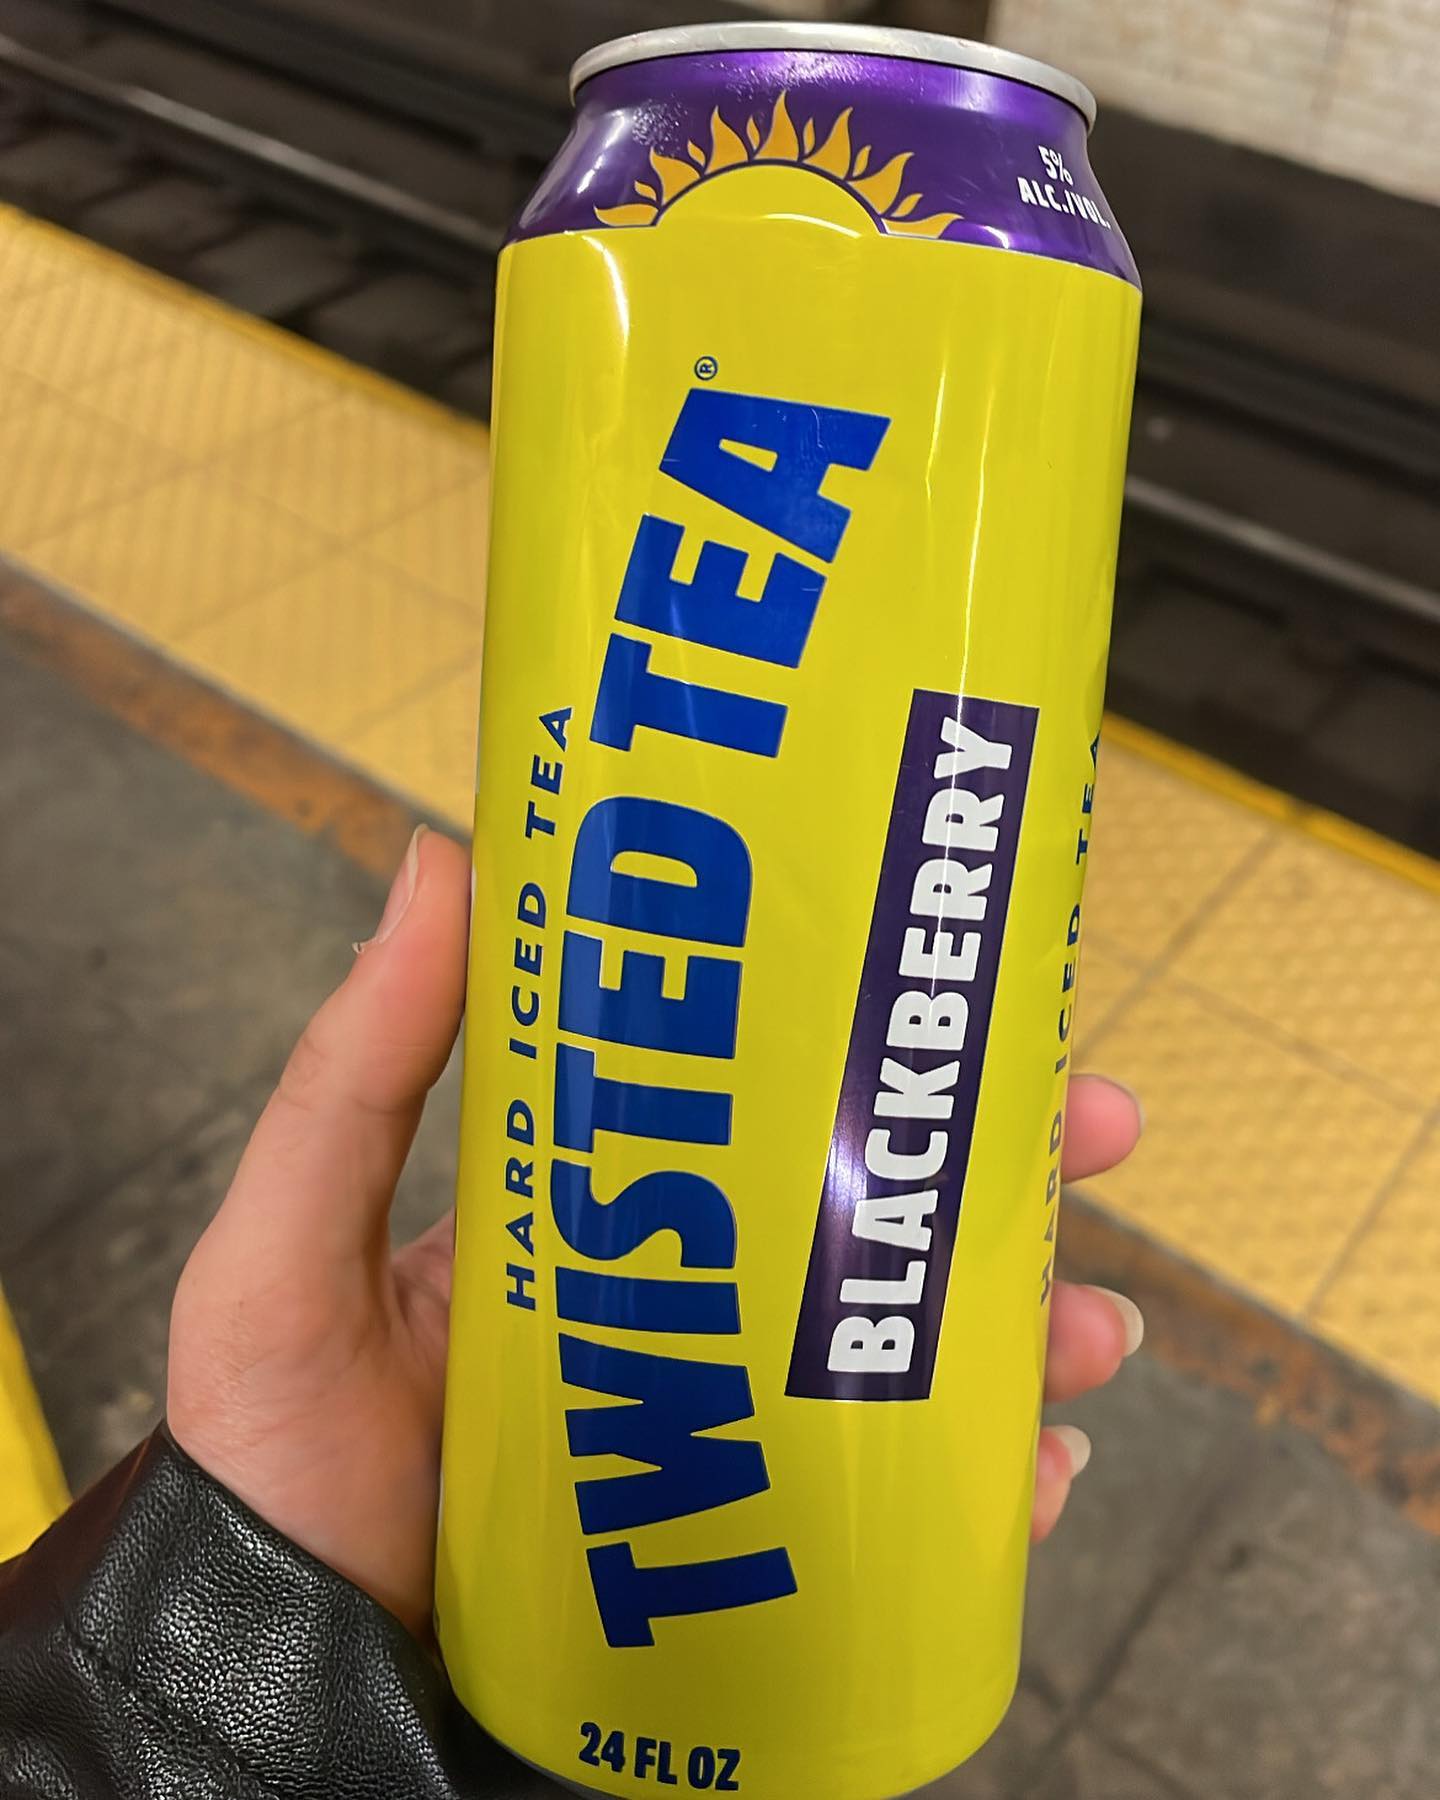 5%
ALC./VOL.
HARD ICED TEA
TWISTED TEA®
BLACKBERRY
HARD ICED TEA
24 FL OZ